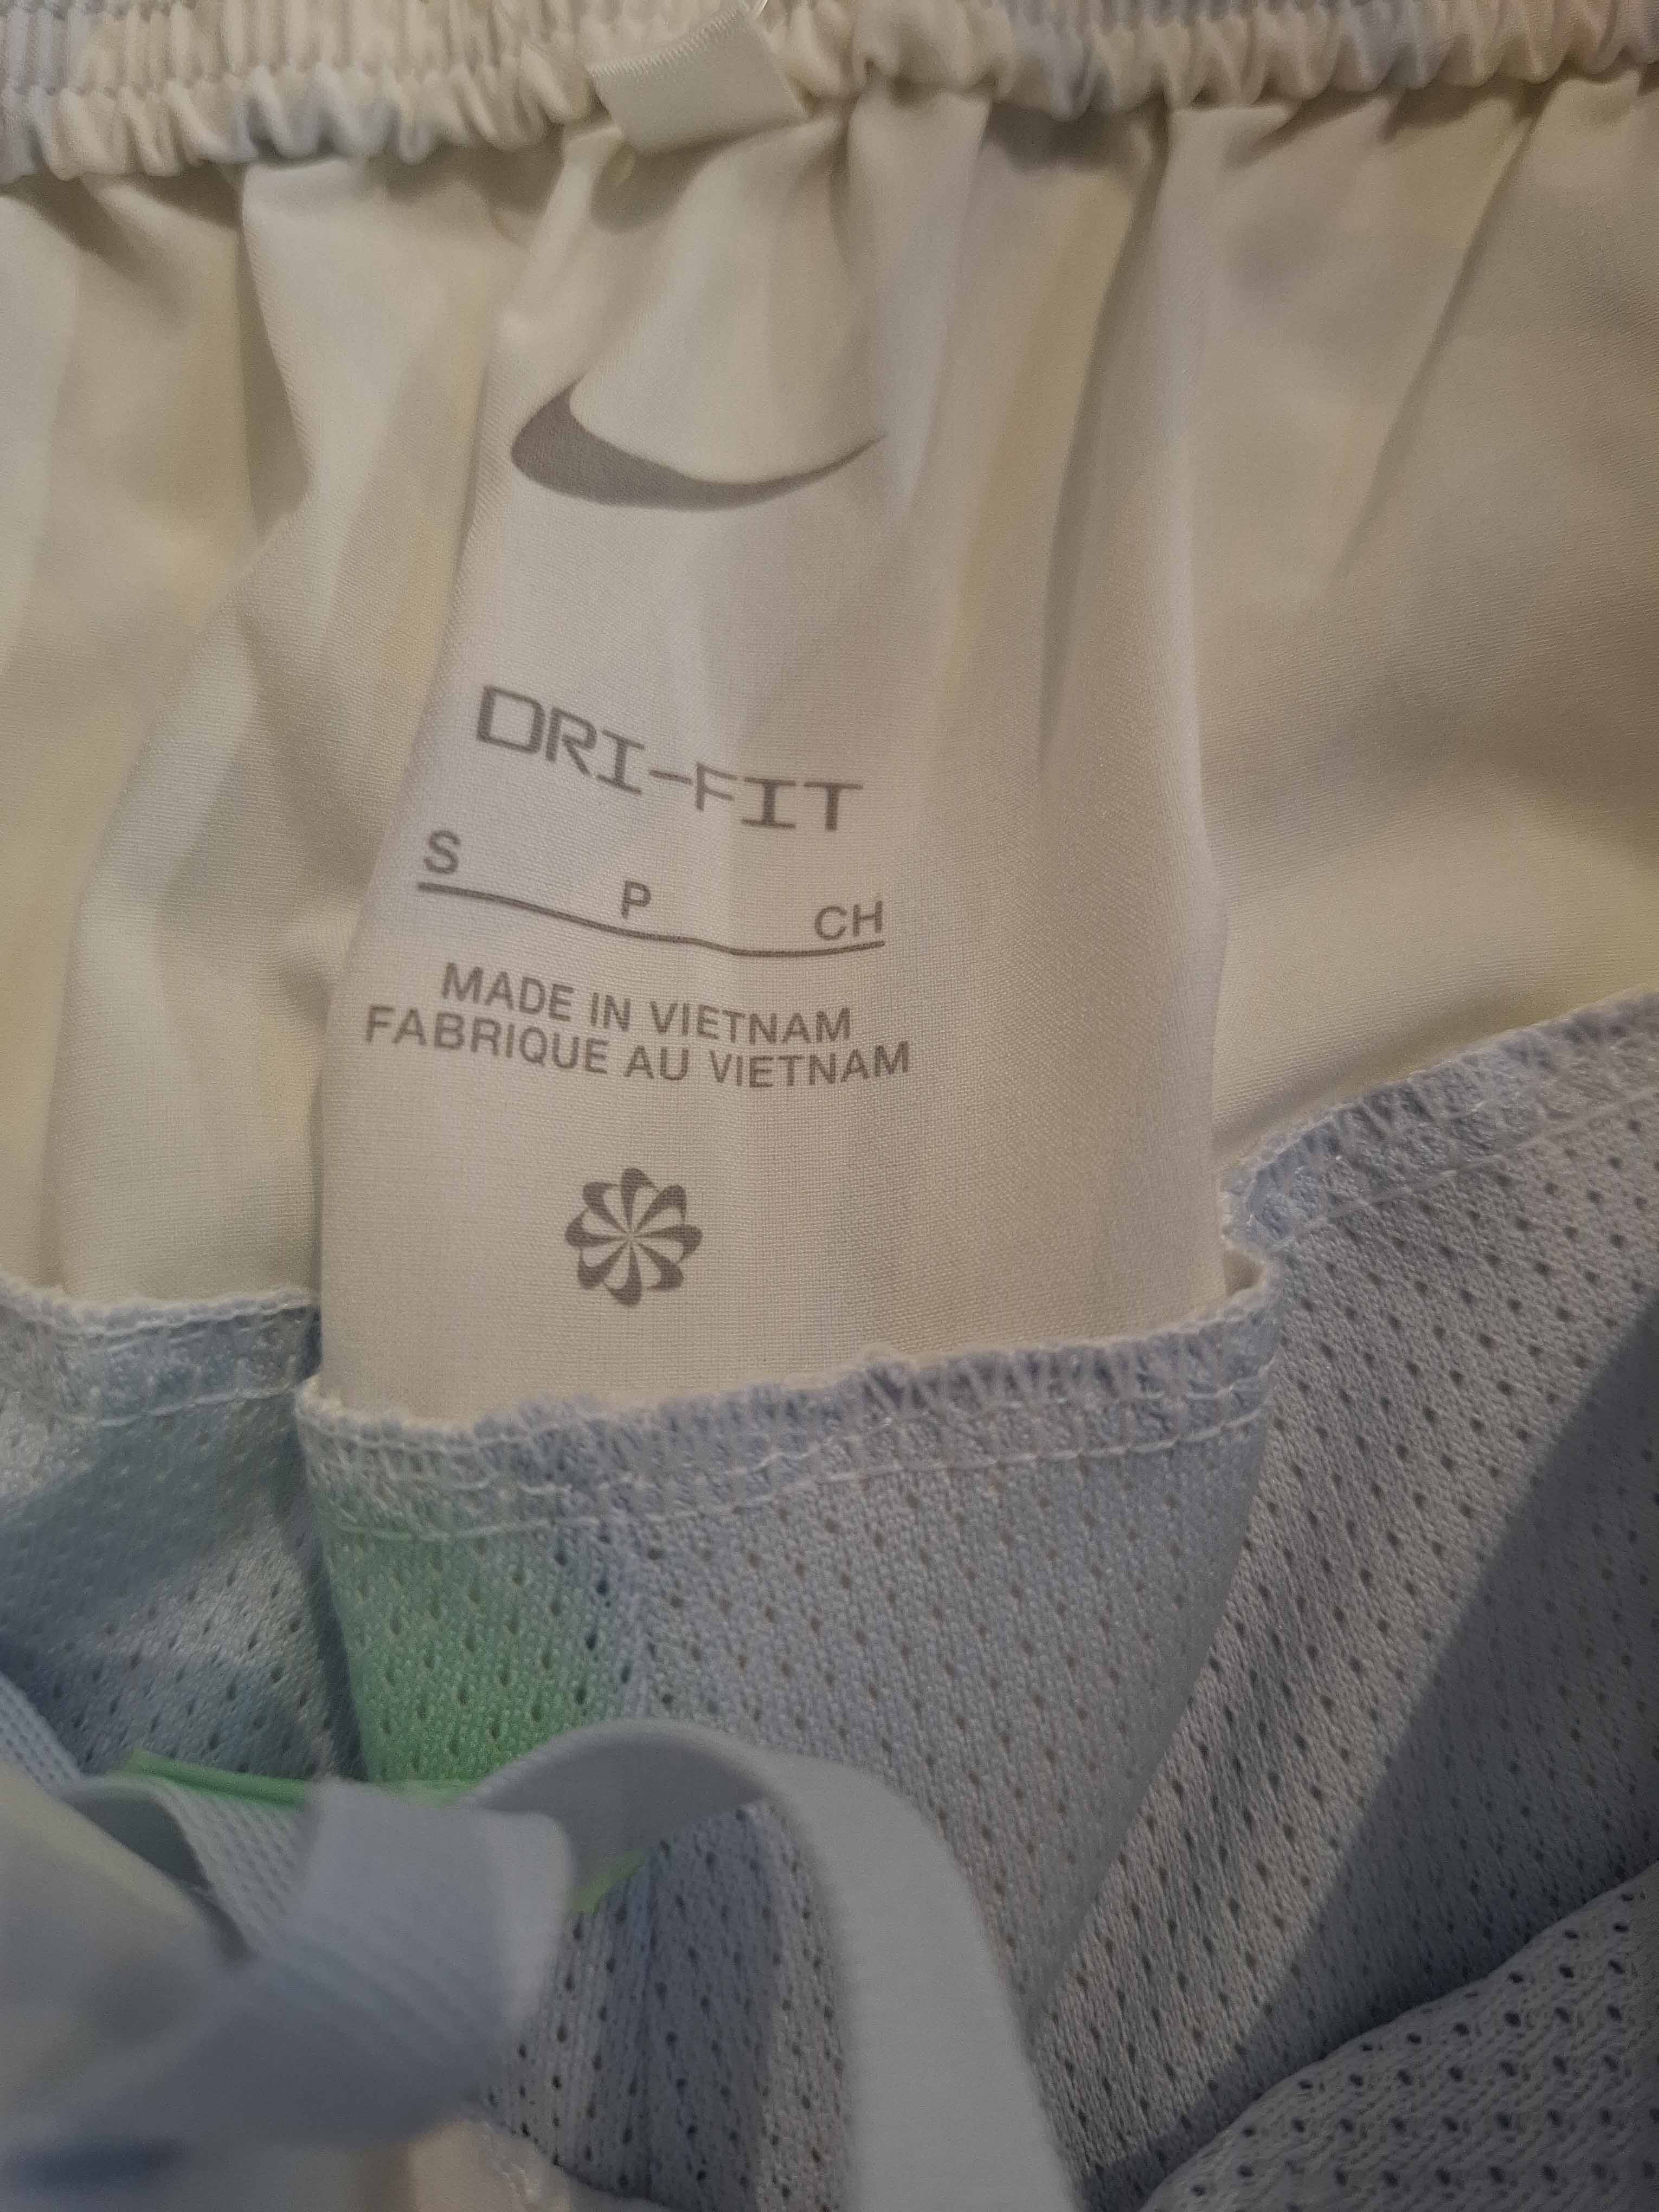 DRI-FIT
S P CH
MADE IN VIETNAM
FABRIQUE AU VIETNAM